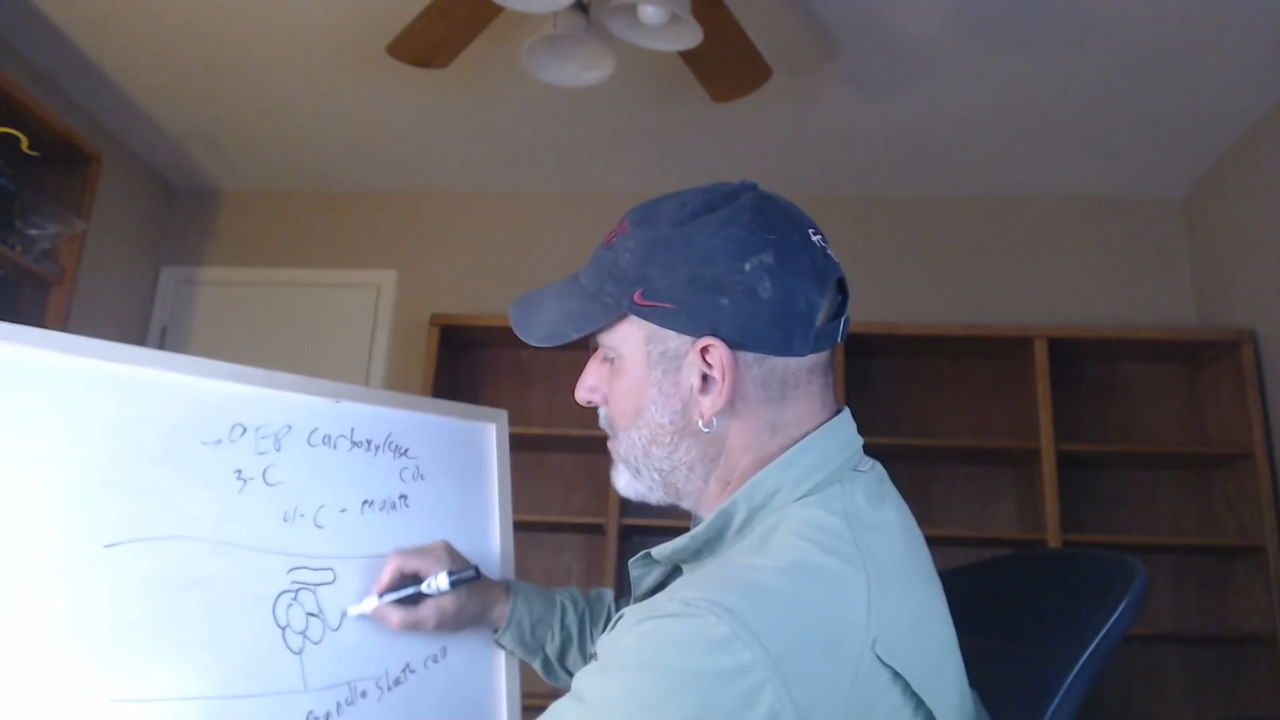 → PEP carboxylase
3-C CO₂
4-C - malate
bundle sheath cell